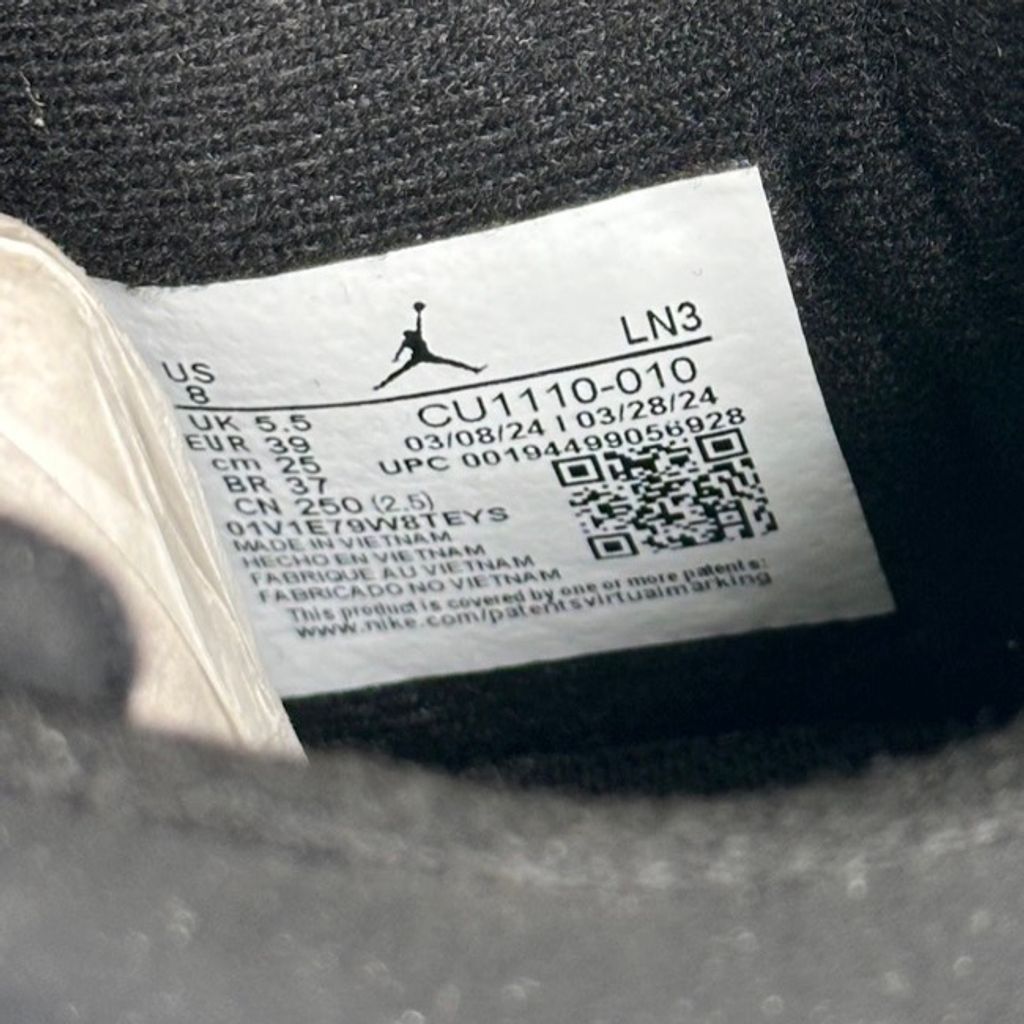 LN3
US
8
CU1110-010
UK 5.5
03/08/24 | 03/28/24
EUR 39
UPC 00194499056928
cm 25
BR 37
CN 250 (2.5)
01V1E79W8TEYS
MADE IN VIETNAM
HECHO EN VIETNAM
FABRIQUE AU VIETNAM
FABRICADO NO VIETNAM
This product is covered by one or more patents:
www.nike.com/patentsvirtualmarking